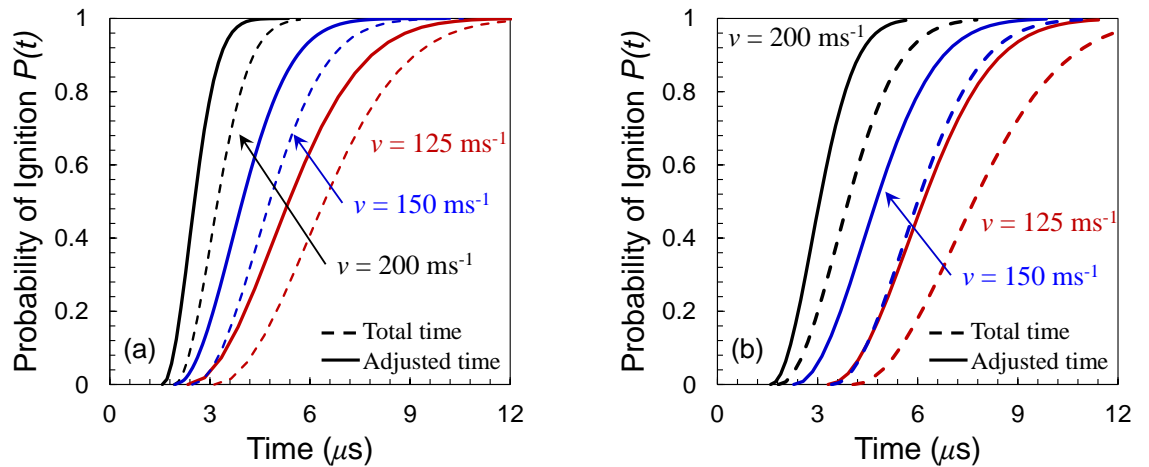 Probability of Ignition P(t)
1
0.8
0.6
0.4
0.2
0
v = 125 ms⁻¹
v = 150 ms⁻¹
v = 200 ms⁻¹
(a)
Total time
Adjusted time
0 3 6 9 12
Time (μs)
Probability of Ignition P(t)
1
0.8
0.6
0.4
0.2
0
v = 200 ms⁻¹
v = 125 ms⁻¹
v = 150 ms⁻¹
(b)
Total time
Adjusted time
0 3 6 9 12
Time (μs)